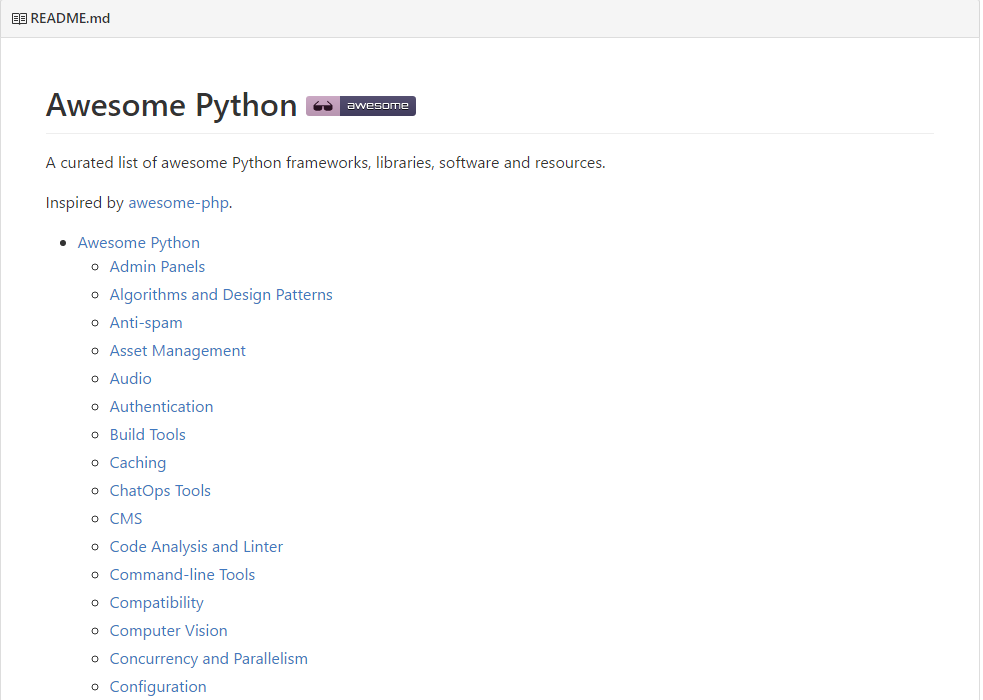 README.md
Awesome Python awesome
A curated list of awesome Python frameworks, libraries, software and resources.
Inspired by awesome-php.
Awesome Python
Admin Panels
Algorithms and Design Patterns
Anti-spam
Asset Management
Audio
Authentication
Build Tools
Caching
ChatOps Tools
CMS
Code Analysis and Linter
Command-line Tools
Compatibility
Computer Vision
Concurrency and Parallelism
Configuration